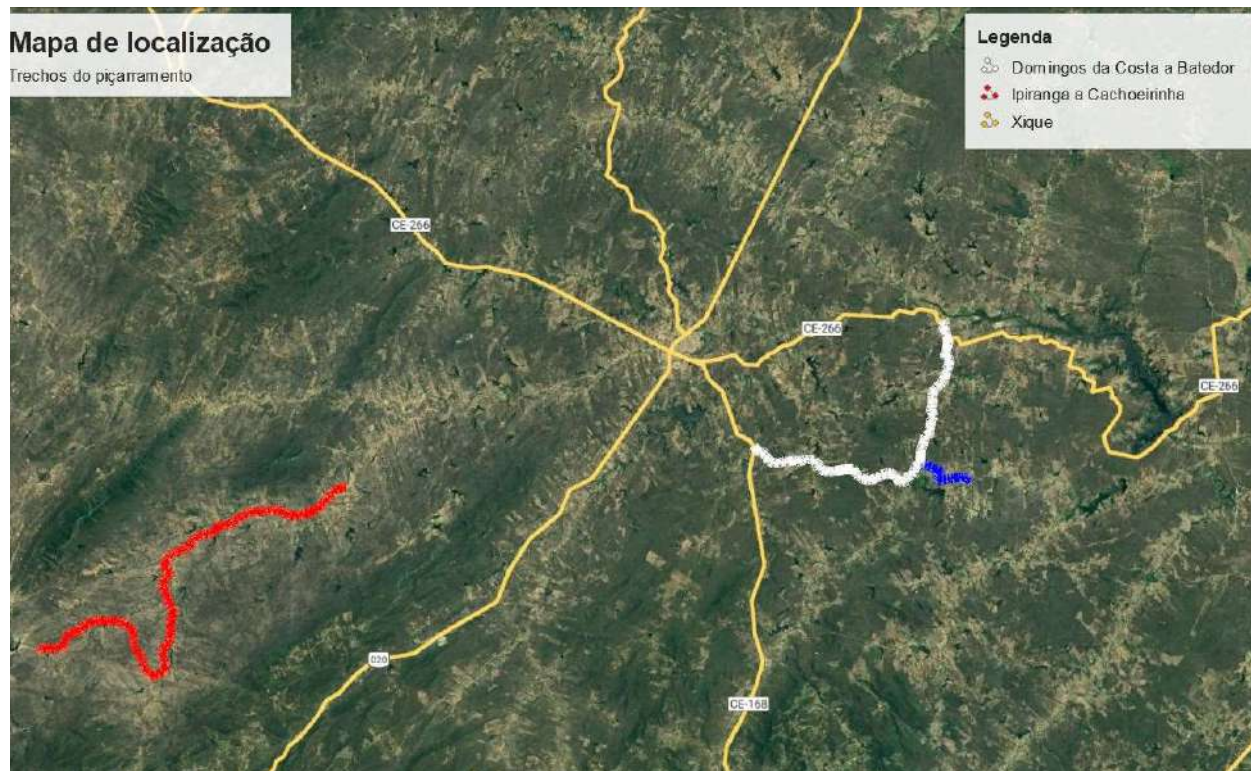 Mapa de localização
Trechos do piçarramento
Legenda
Domingos da Costa a Batedor
Ipiranga a Cachoeirinha
Xique
CE-266
CE-266
CE-266
020
CE-168